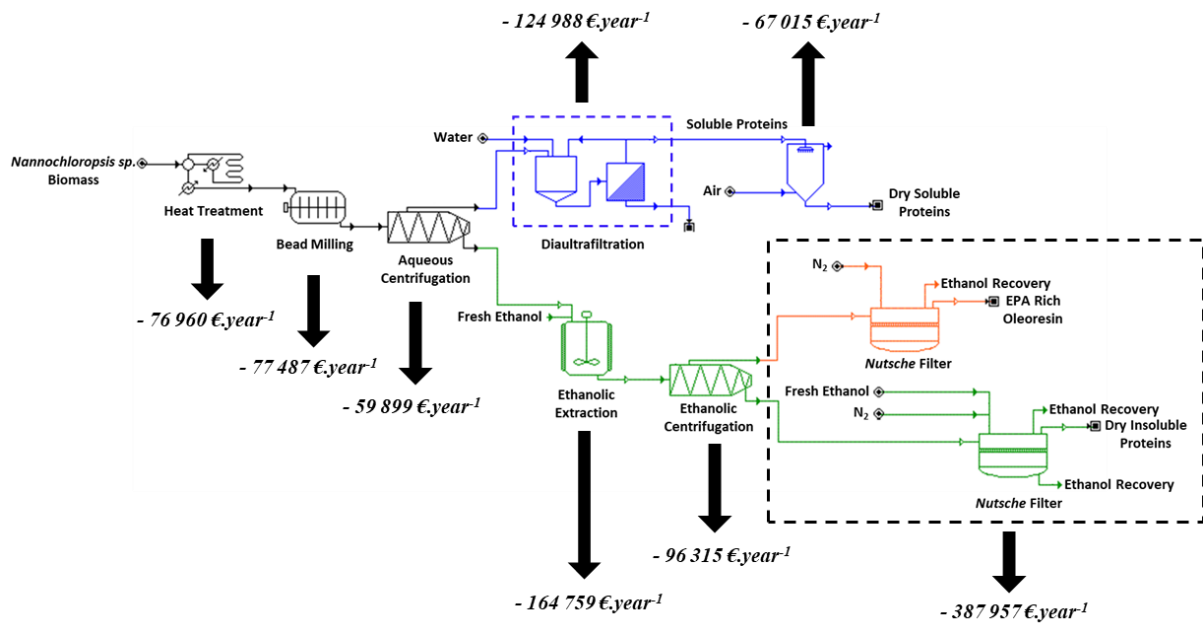 - 124 988 €.year-1
- 67 015 €.year-1
Water
Soluble Proteins
Nannochloropsis sp.
Biomass
Air
Dry Soluble
Proteins
Heat Treatment
Bead Milling
Aqueous
Centrifugation
Diaultrafiltration
N2
Ethanol Recovery
EPA Rich
Oleoresin
Fresh Ethanol
- 76 960 €.year-1
- 77 487 €.year-1
- 59 899 €.year-1
Nutsche Filter
Ethanolic
Extraction
Ethanolic
Centrifugation
Fresh Ethanol
N2
Ethanol Recovery
Dry Insoluble
Proteins
Ethanol Recovery
Nutsche Filter
- 96 315 €.year-1
- 164 759 €.year-1
- 387 957 €.year-1